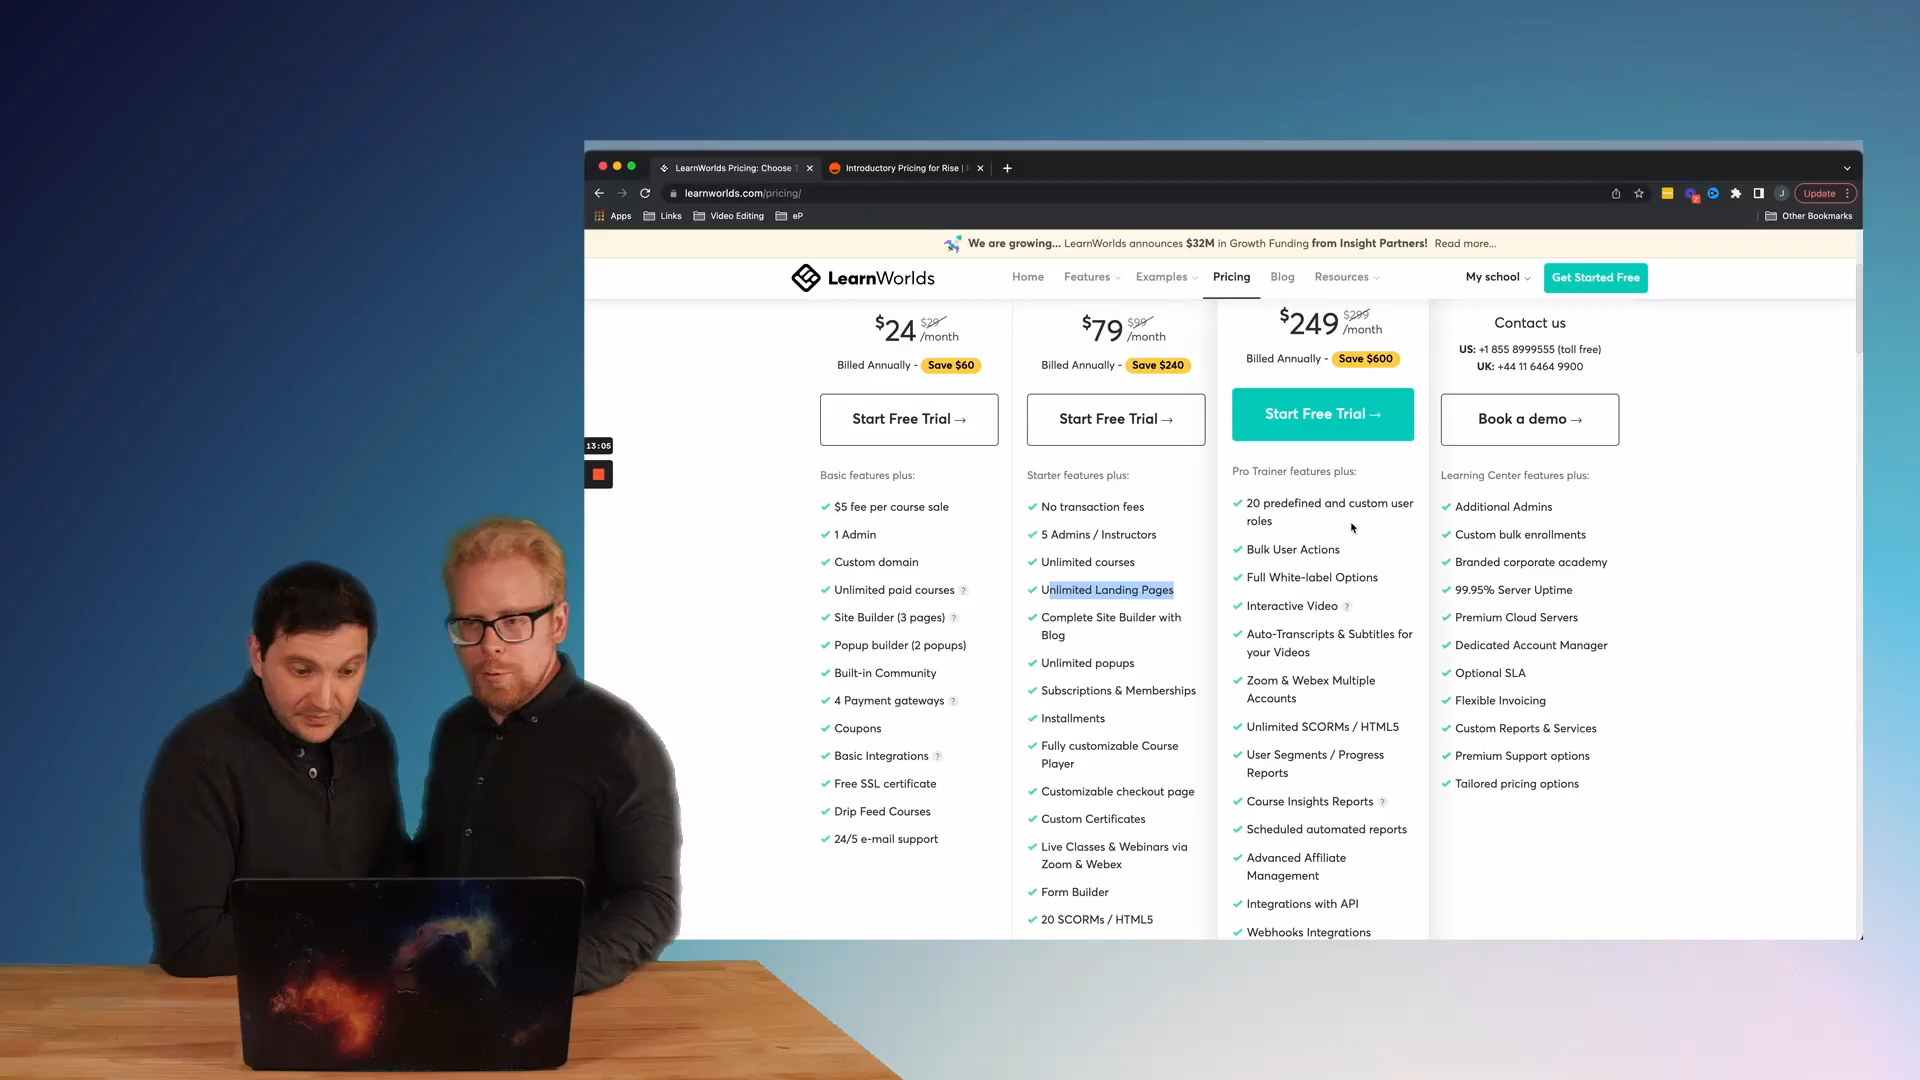 LearnWorlds Pricing: Choose
Introductory Pricing for Rise |
learnworlds.com/pricing/
J
Update
Apps
Links
Video Editing
eP
Other Bookmarks
We are growing... LearnWorlds announces $32M in Growth Funding from Insight Partners! Read more...
LearnWorlds
Home
Features
Examples
Pricing
Blog
Resources
My school
Get Started Free
$24 $29 /month
Billed Annually - Save $60
Start Free Trial →
Basic features plus:
$5 fee per course sale
1 Admin
Custom domain
Unlimited paid courses ?
Site Builder (3 pages) ?
Popup builder (2 popups)
Built-in Community
4 Payment gateways ?
Coupons
Basic Integrations ?
Free SSL certificate
Drip Feed Courses
24/5 e-mail support
$79 $99 /month
Billed Annually - Save $240
Start Free Trial →
Starter features plus:
No transaction fees
5 Admins / Instructors
Unlimited courses
Unlimited Landing Pages
Complete Site Builder with
Blog
Unlimited popups
Subscriptions & Memberships
Installments
Fully customizable Course
Player
Customizable checkout page
Custom Certificates
Live Classes & Webinars via
Zoom & Webex
Form Builder
20 SCORMs / HTML5
$249 $299 /month
Billed Annually - Save $600
Start Free Trial →
Pro Trainer features plus:
20 predefined and custom user
roles
Bulk User Actions
Full White-label Options
Interactive Video ?
Auto-Transcripts & Subtitles for
your Videos
Zoom & Webex Multiple
Accounts
Unlimited SCORMs / HTML5
User Segments / Progress
Reports
Course Insights Reports ?
Scheduled automated reports
Advanced Affiliate
Management
Integrations with API
Webhooks Integrations
Contact us
US: +1 855 8999555 (toll free)
UK: +44 11 6464 9900
Book a demo →
Learning Center features plus:
Additional Admins
Custom bulk enrollments
Branded corporate academy
99.95% Server Uptime
Premium Cloud Servers
Dedicated Account Manager
Optional SLA
Flexible Invoicing
Custom Reports & Services
Premium Support options
Tailored pricing options
13:05